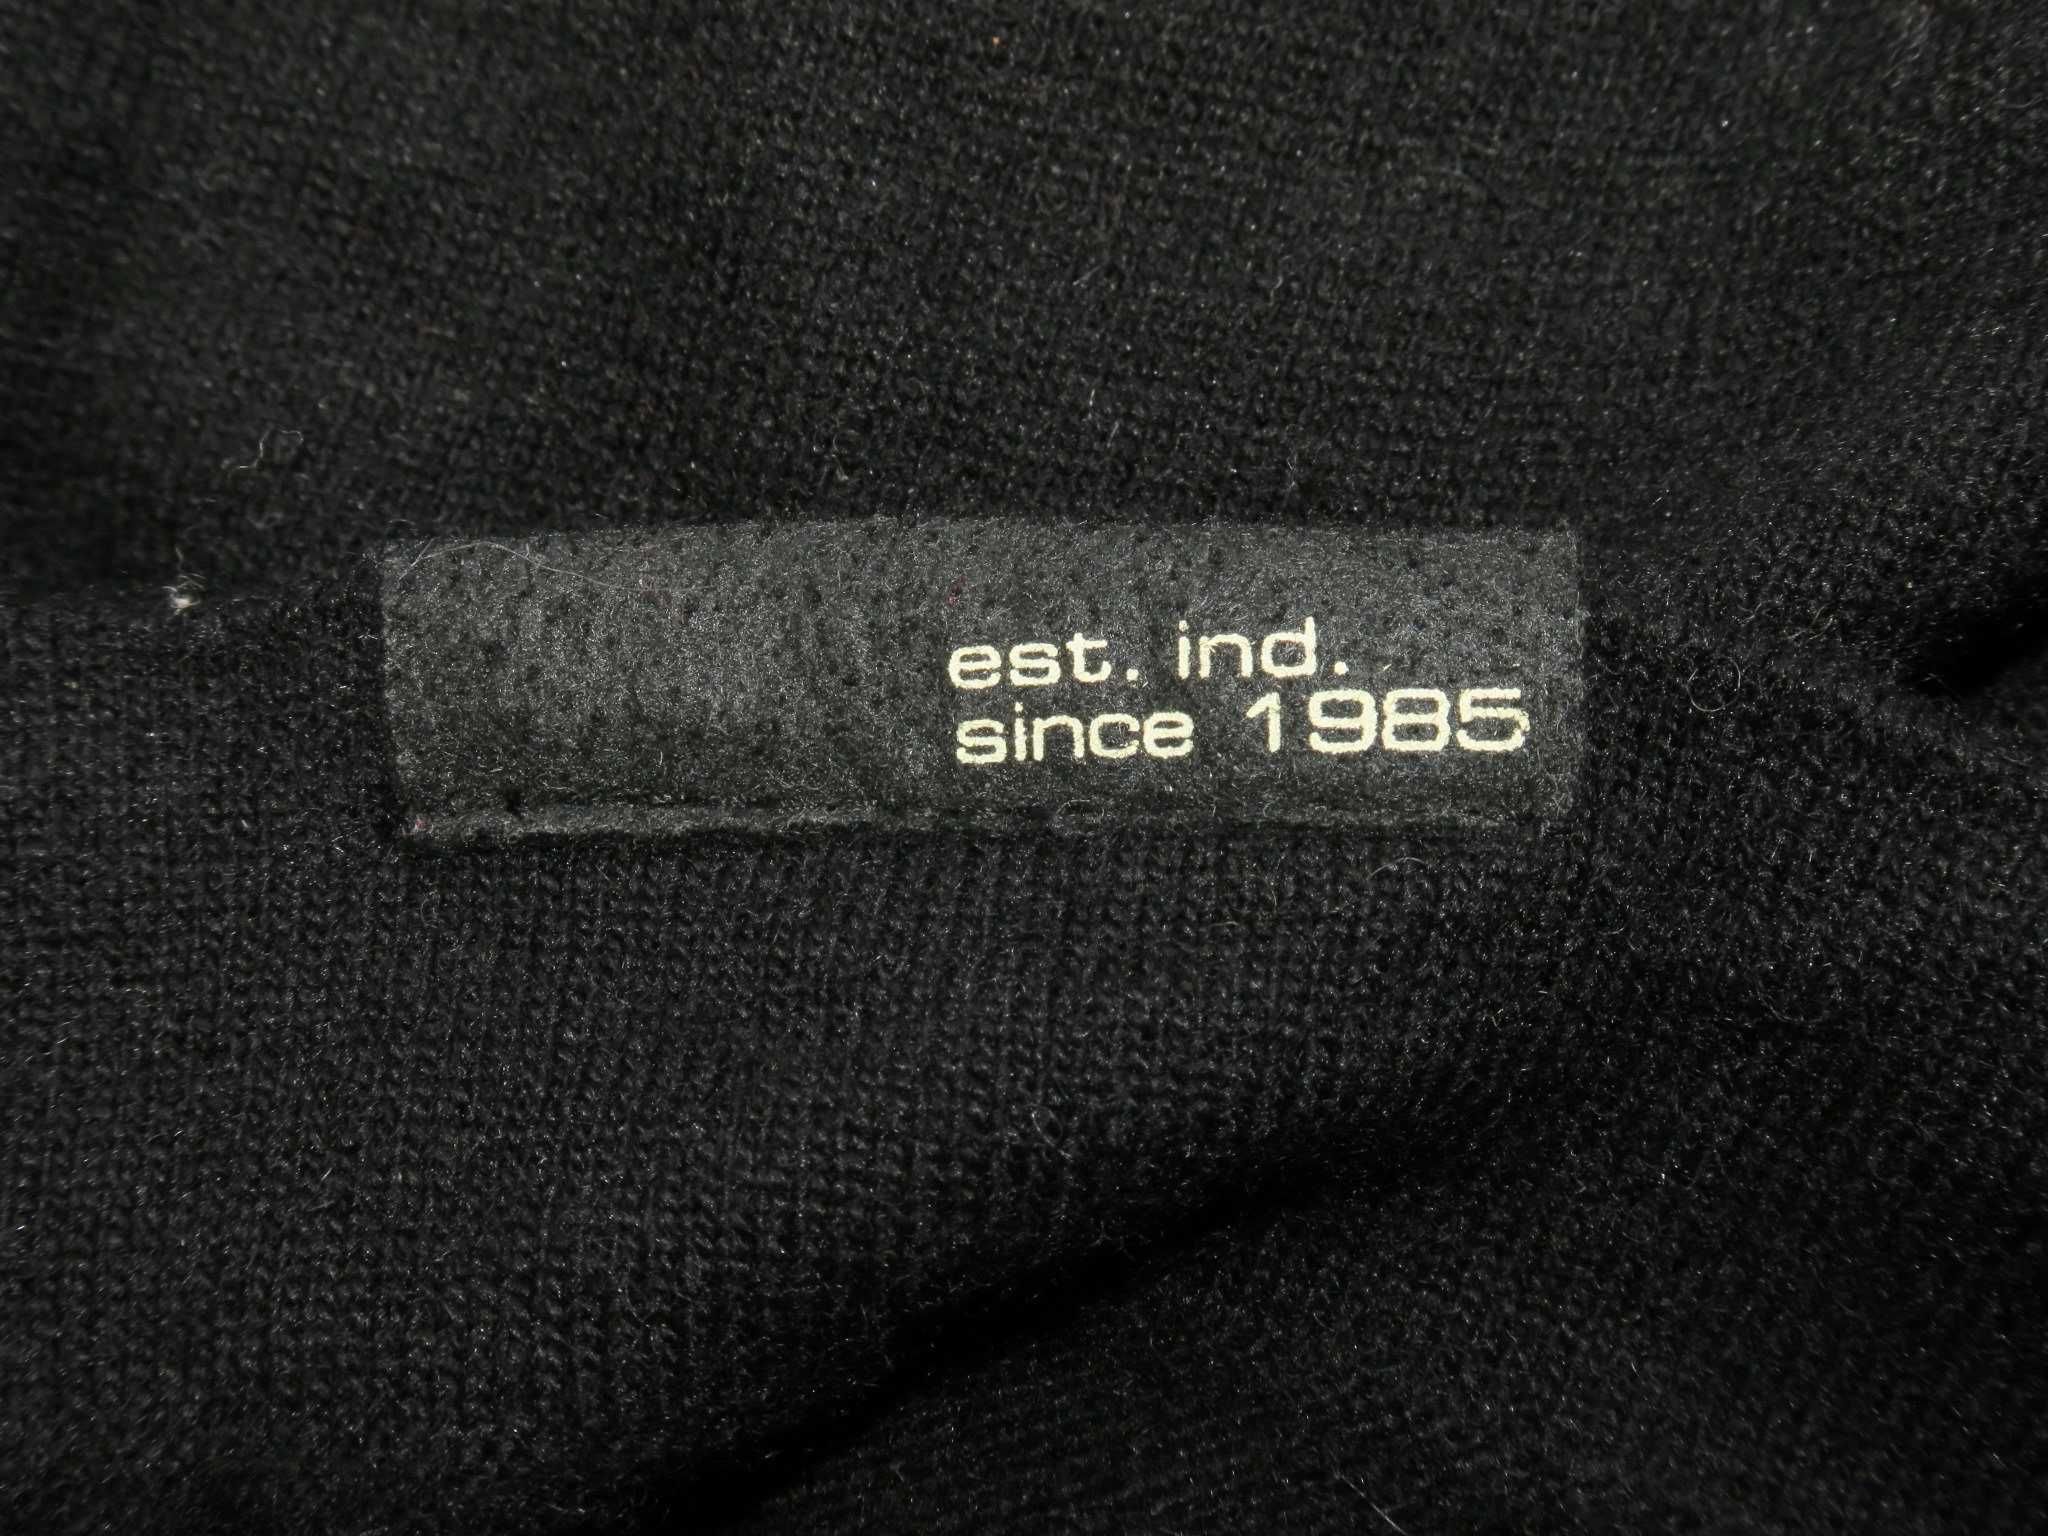 est. ind.
since 1985